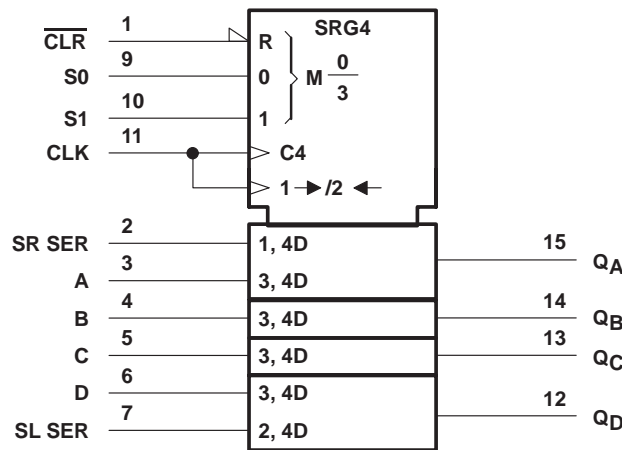 SRG4
CLR 1 R
S0 9 0 M 0/3
S1 10 1
CLK 11 C4
1 → /2 ←
SR SER 2 1, 4D 15 QA
A 3 3, 4D
B 4 3, 4D 14 QB
C 5 3, 4D 13 QC
D 6 3, 4D 12 QD
SL SER 7 2, 4D